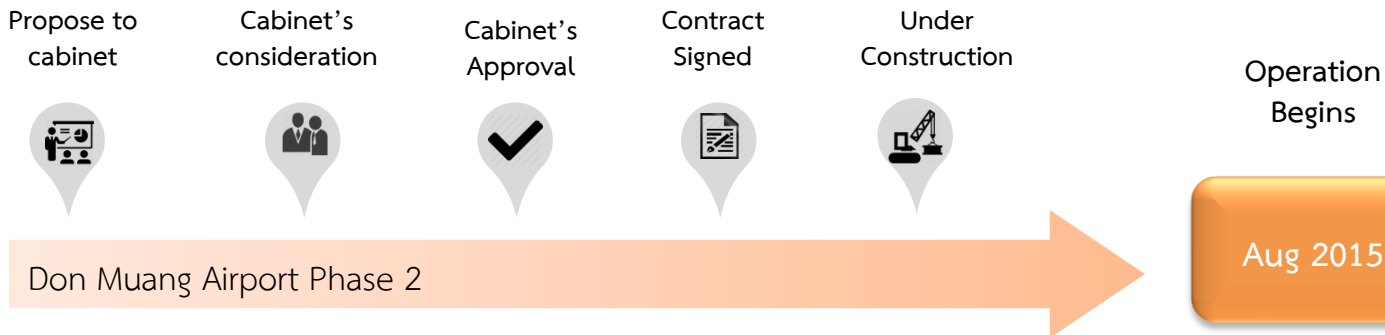 Propose to
cabinet
Cabinet’s
consideration
Cabinet’s
Approval
Contract
Signed
Under
Construction
Operation
Begins
Don Muang Airport Phase 2
Aug 2015